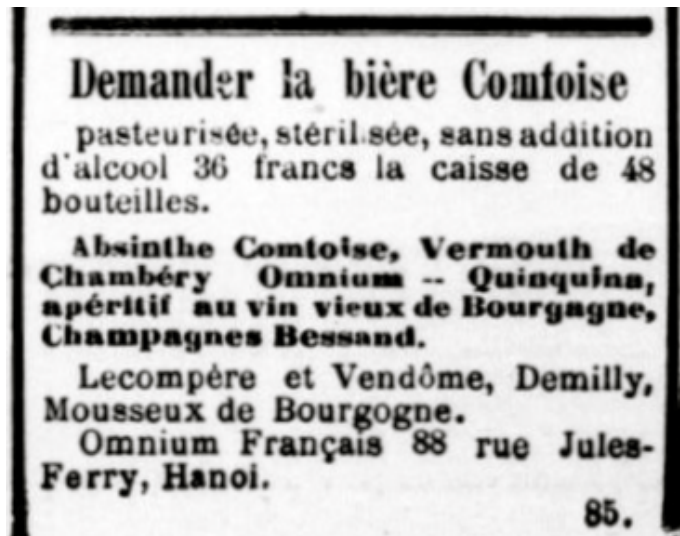 Demander la bière Comtoise
pasteurisée, stérilisée, sans addition
d'alcool 36 francs la caisse de 48
bouteilles.
Absinthe Comtoise, Vermouth de
Chambéry Omnium -- Quinquina,
apéritif au vin vieux de Bourgagne,
Champagnes Bessand.
Lecompère et Vendôme, Demilly,
Mousseux de Bourgogne.
Omnium Français 88 rue Jules-
Ferry, Hanoi.
85.